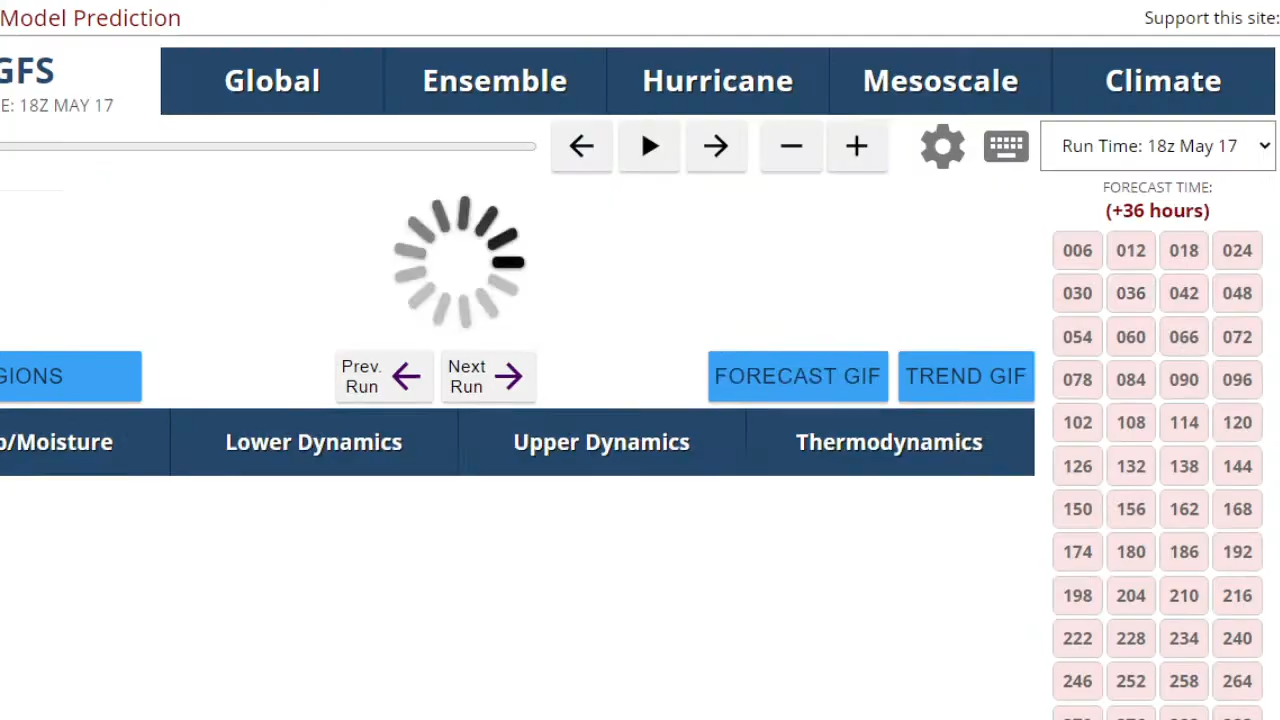 Model Prediction
Support this site:
GFS
E: 18Z MAY 17
Global
Ensemble
Hurricane
Mesoscale
Climate
Run Time: 18z May 17
FORECAST TIME:
(+36 hours)
006 012 018 024
030 036 042 048
054 060 066 072
078 084 090 096
102 108 114 120
126 132 138 144
150 156 162 168
174 180 186 192
198 204 210 216
222 228 234 240
246 252 258 264
GIONS
Prev.
Run
Next
Run
FORECAST GIF
TREND GIF
p/Moisture
Lower Dynamics
Upper Dynamics
Thermodynamics